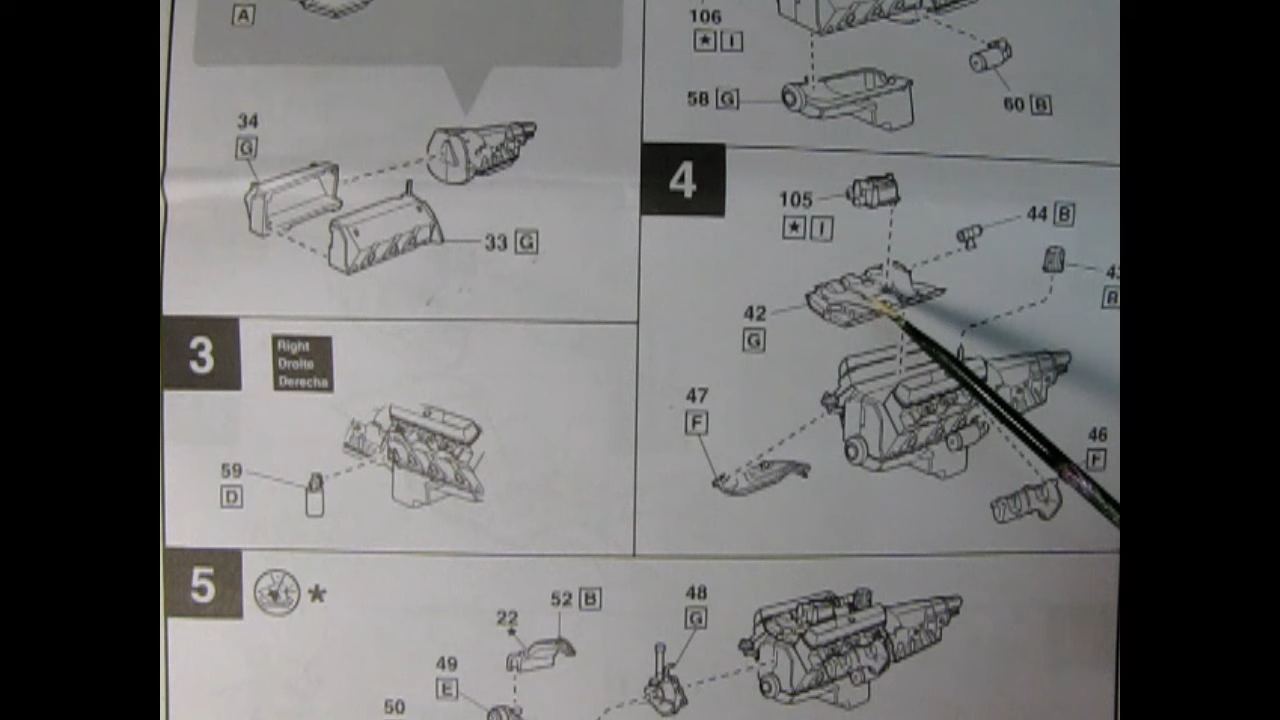 A
34
G
33 G
106
★ I
58 G
60 B
3
Right
Droite
Derecha
59
D
4
105
★ I
44 B
42
G
47
F
46
F
5
*
52 B
22
★
48
G
49
E
50